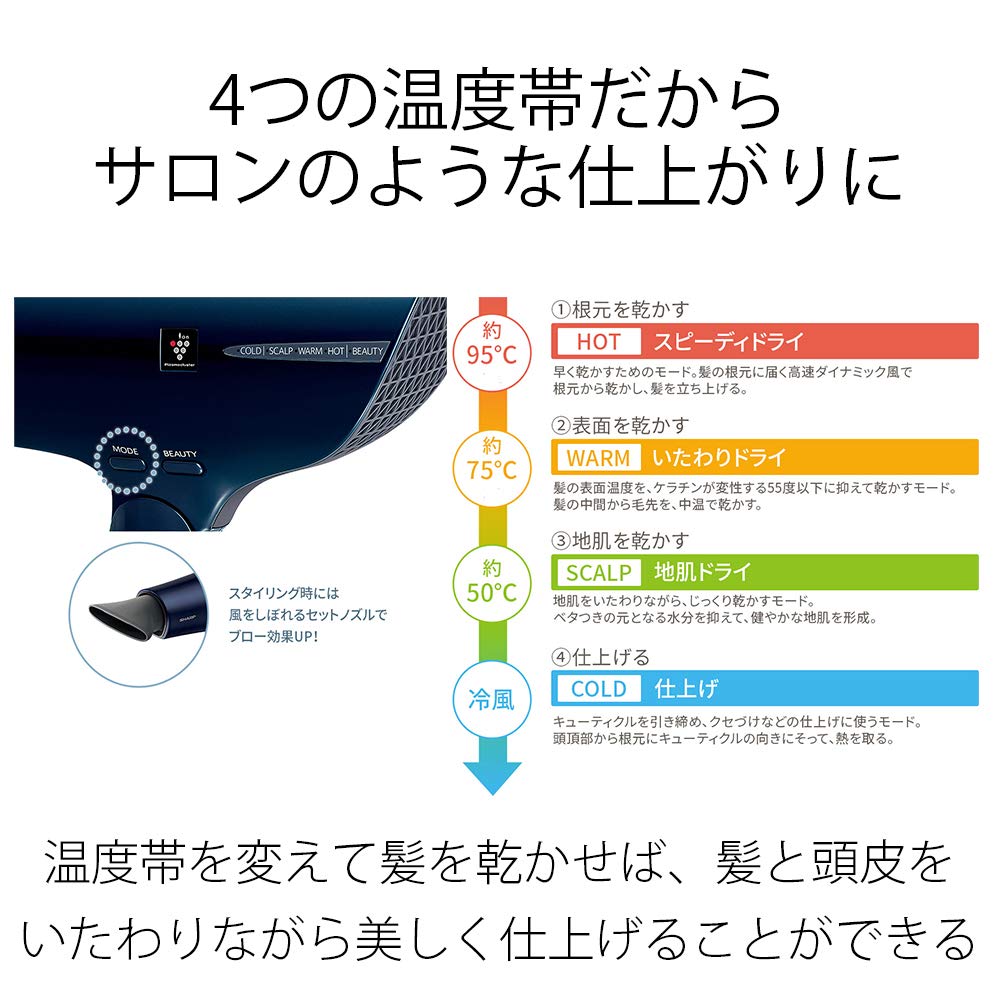 4つの温度帯だから
サロンのような仕上がりに
Ion
Plasmacluster
COLD | SCALP WARM HOT | BEAUTY
MODE
BEAUTY
SHARP
スタイリング時には
風をしぼれるセットノズルで
ブロー効果UP!
約
95℃
①根元を乾かす
HOT スピーディドライ
早く乾かすためのモード。髪の根元に届く高速ダイナミック風で
根元から乾かし、髪を立ち上げる。
約
75℃
②表面を乾かす
WARM いたわりドライ
髪の表面温度を、ケラチンが変性する55度以下に抑えて乾かすモード。
髪の中間から毛先を、中温で乾かす。
約
50℃
③地肌を乾かす
SCALP 地肌ドライ
地肌をいたわりながら、じっくり乾かすモード。
ベタつきの元となる水分を抑えて、健やかな地肌を形成。
冷風
④仕上げる
COLD 仕上げ
キューティクルを引き締め、クセづけなどの仕上げに使うモード。
頭頂部から根元にキューティクルの向きにそって、熱を取る。
温度帯を変えて髪を乾かせば、髪と頭皮を
いたわりながら美しく仕上げることができる